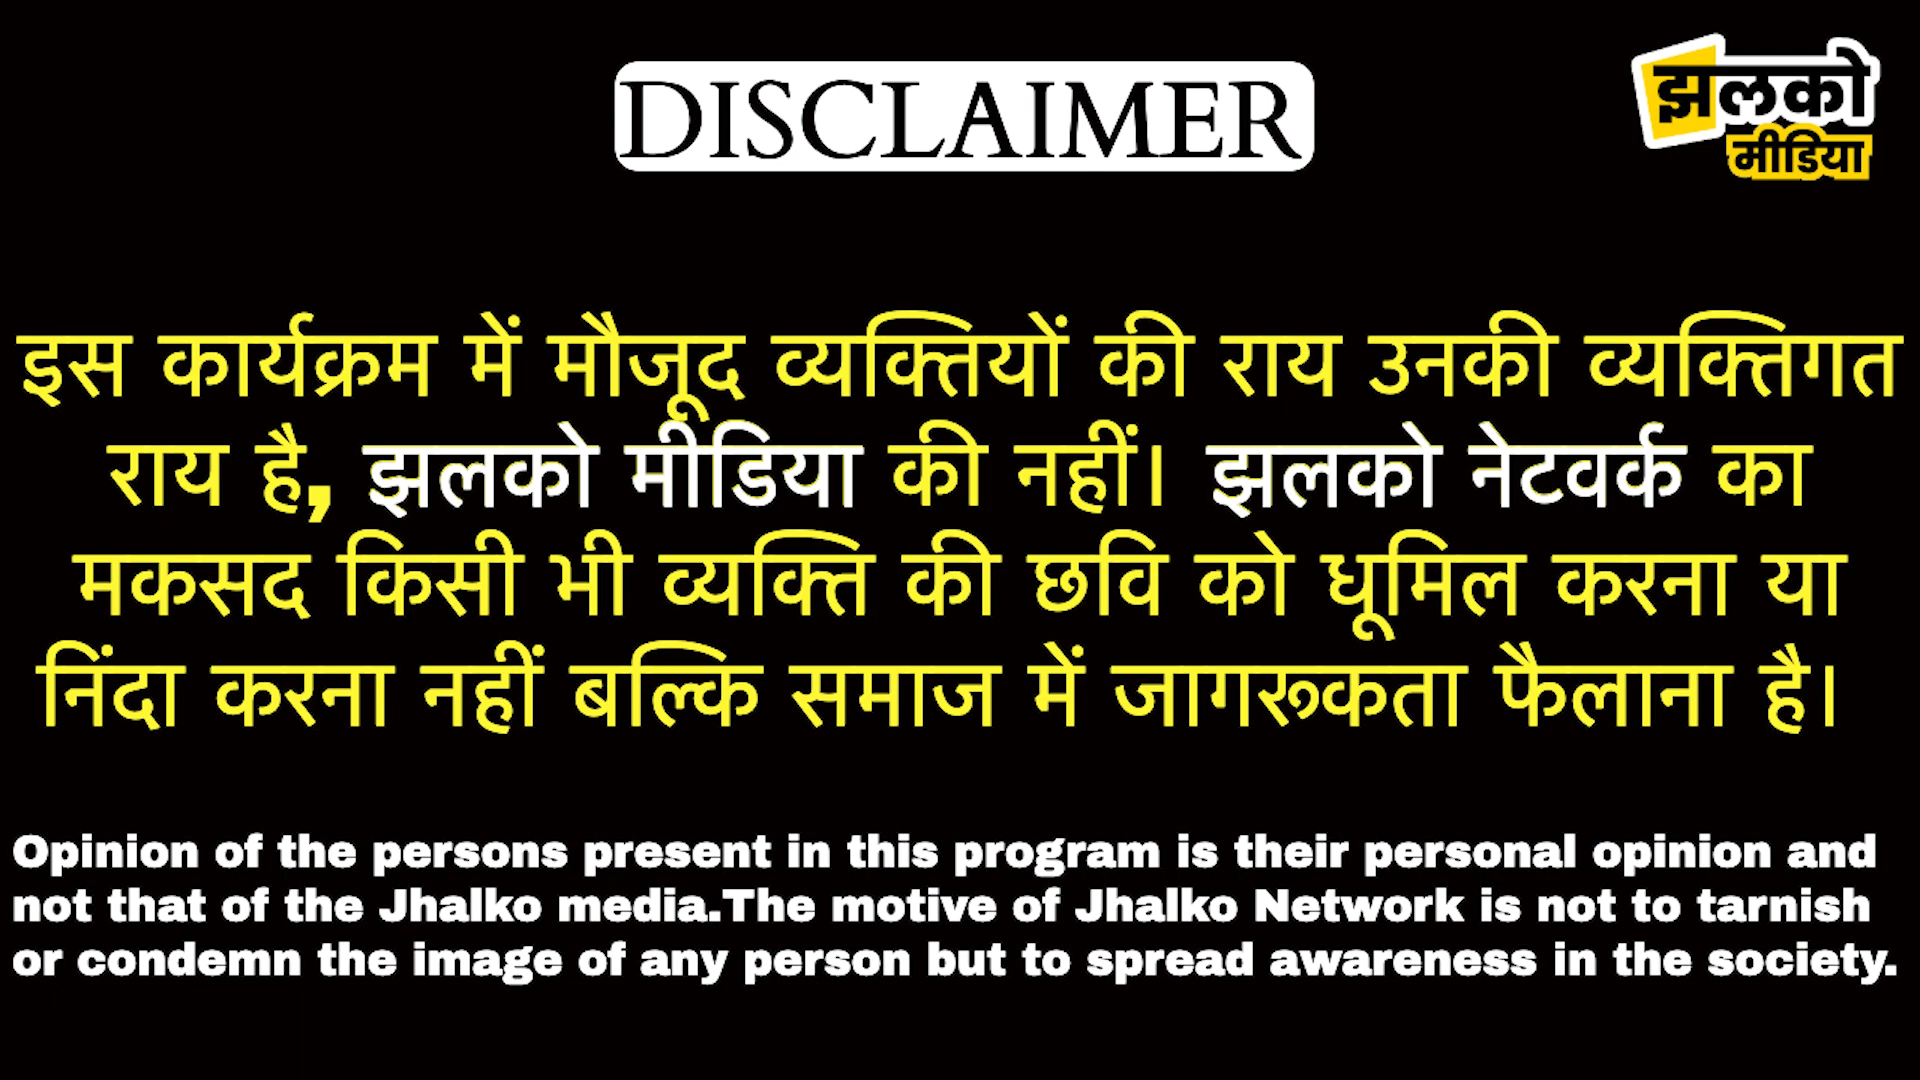 DISCLAIMER
झलको
मीडिया
इस कार्यक्रम में मौजूद व्यक्तियों की राय उनकी व्यक्तिगत
राय है, झलको मीडिया की नहीं। झलको नेटवर्क का
मकसद किसी भी व्यक्ति की छवि को धूमिल करना या
निंदा करना नहीं बल्कि समाज में जागरूकता फैलाना है।
Opinion of the persons present in this program is their personal opinion and
not that of the Jhalko media.The motive of Jhalko Network is not to tarnish
or condemn the image of any person but to spread awareness in the society.